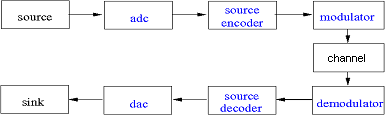 source
adc
source
encoder
modulator
channel
sink
dac
source
decoder
demodulator